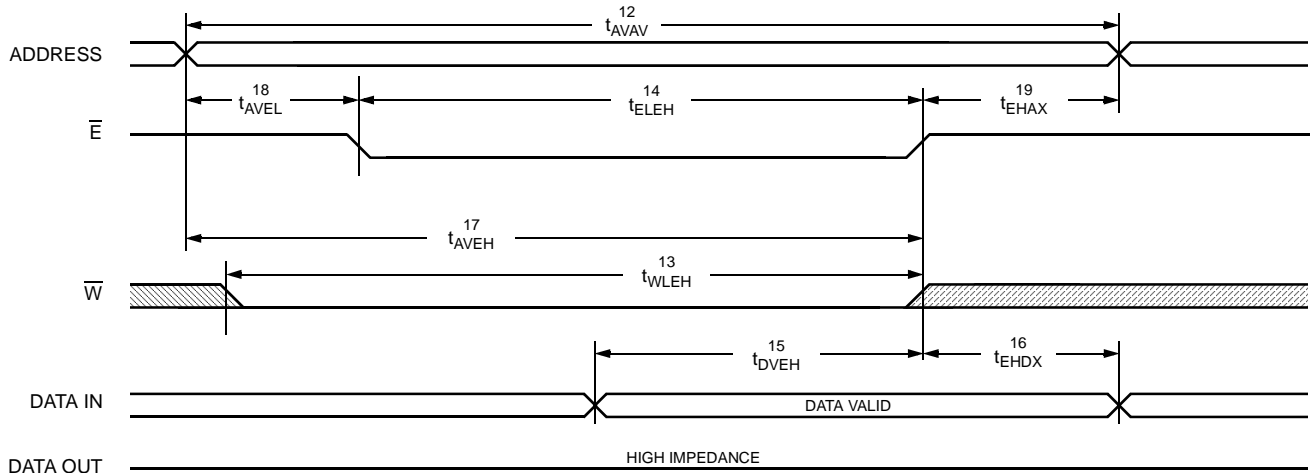 12
tAVAV
ADDRESS
18
tAVEL
14
tELEH
19
tEHAX
E
17
tAVEH
13
tWLEH
W
15
tDVEH
16
tEHDX
DATA IN
DATA VALID
DATA OUT
HIGH IMPEDANCE